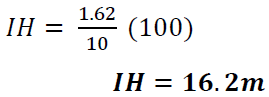 IH = 1.62/10 (100)
IH = 16.2m